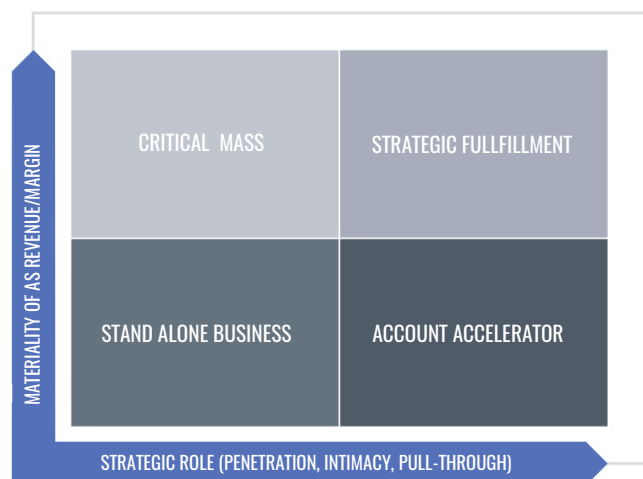 CRITICAL MASS
STRATEGIC FULLFILLMENT
STAND ALONE BUSINESS
ACCOUNT ACCELERATOR
MATERIALITY OF AS REVENUE/MARGIN
STRATEGIC ROLE (PENETRATION, INTIMACY, PULL-THROUGH)